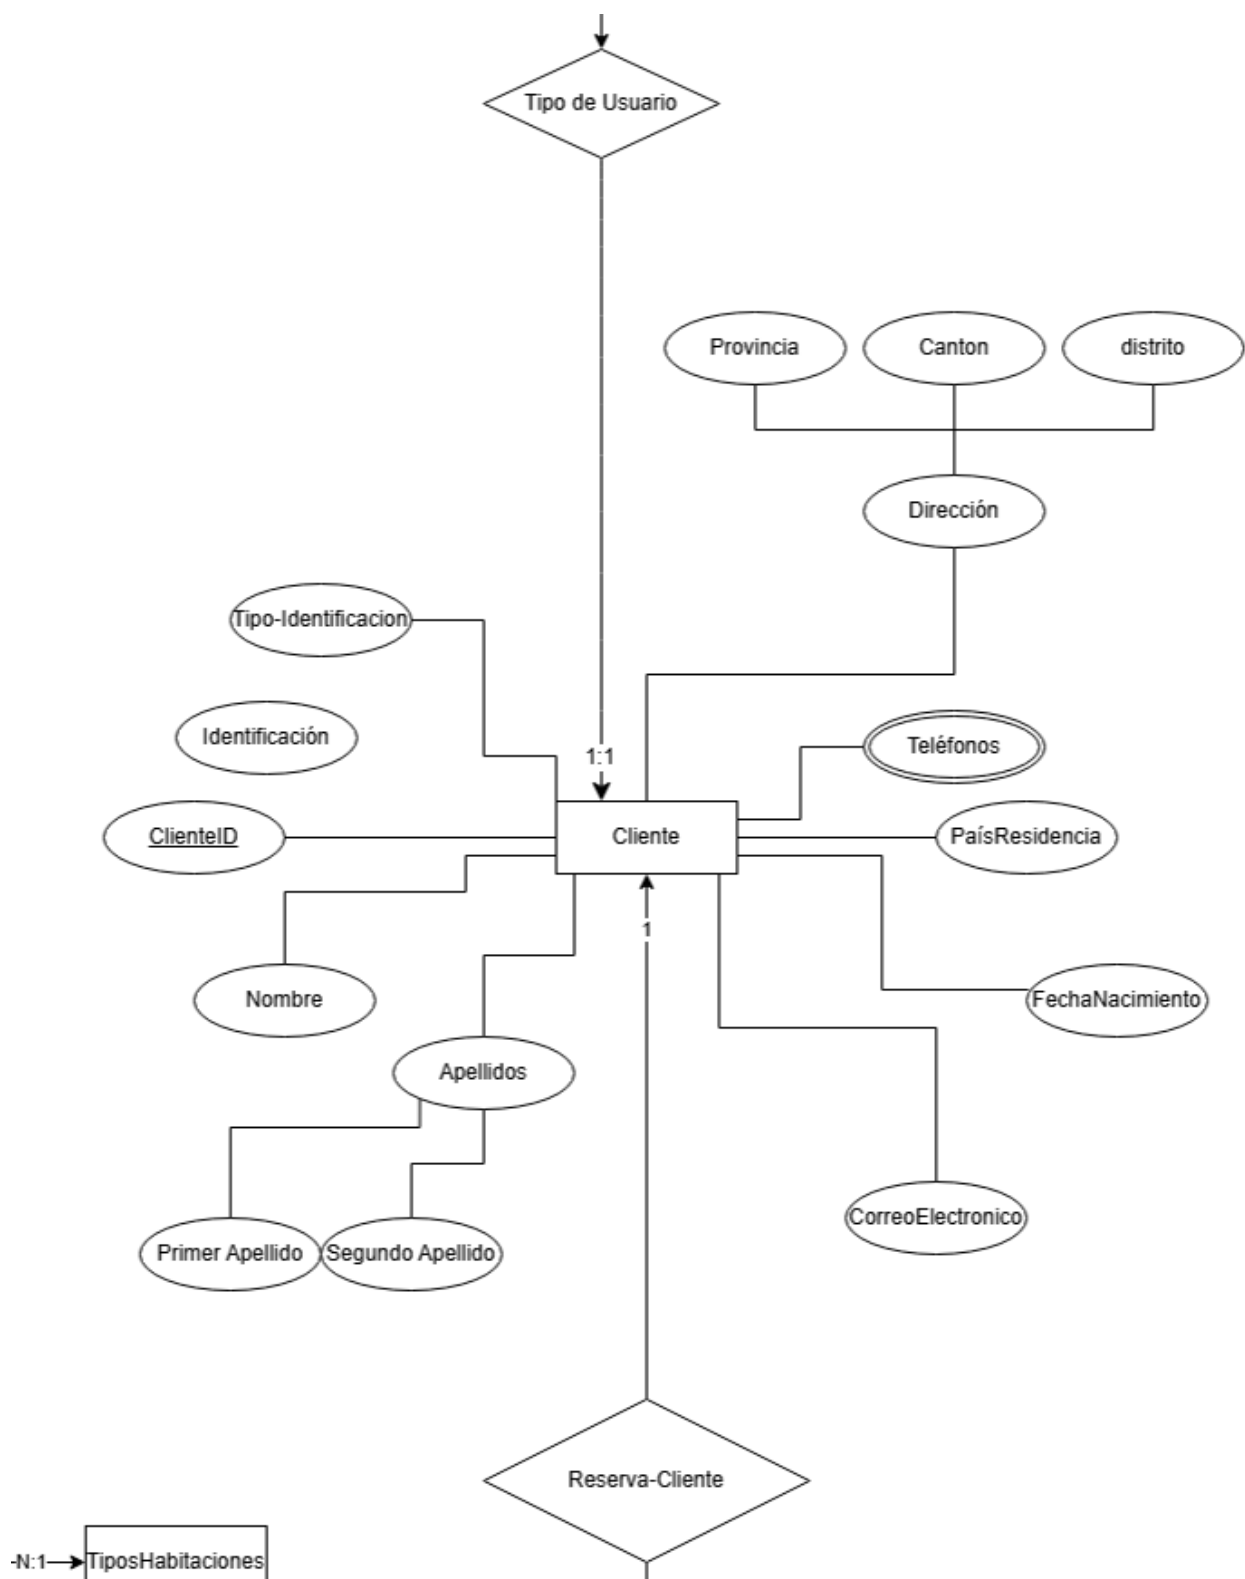 Tipo de Usuario
Provincia
Canton
distrito
Dirección
Tipo-Identificacion
Identificación
Teléfonos
1:1
ClienteID
Cliente
PaísResidencia
1
Nombre
FechaNacimiento
Apellidos
CorreoElectronico
Primer Apellido
Segundo Apellido
Reserva-Cliente
-N:1
TiposHabitaciones